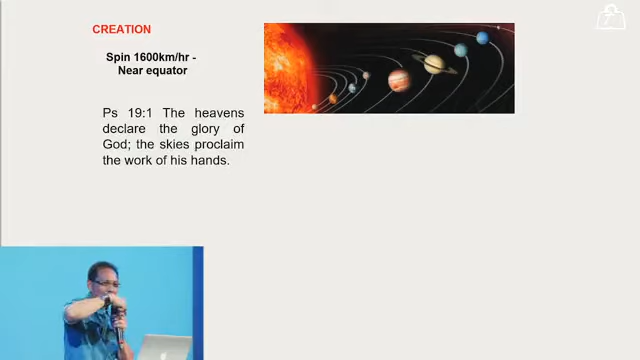 CREATION
Spin 1600km/hr -
Near equator
Ps 19:1 The heavens
declare the glory of
God; the skies proclaim
the work of his hands.